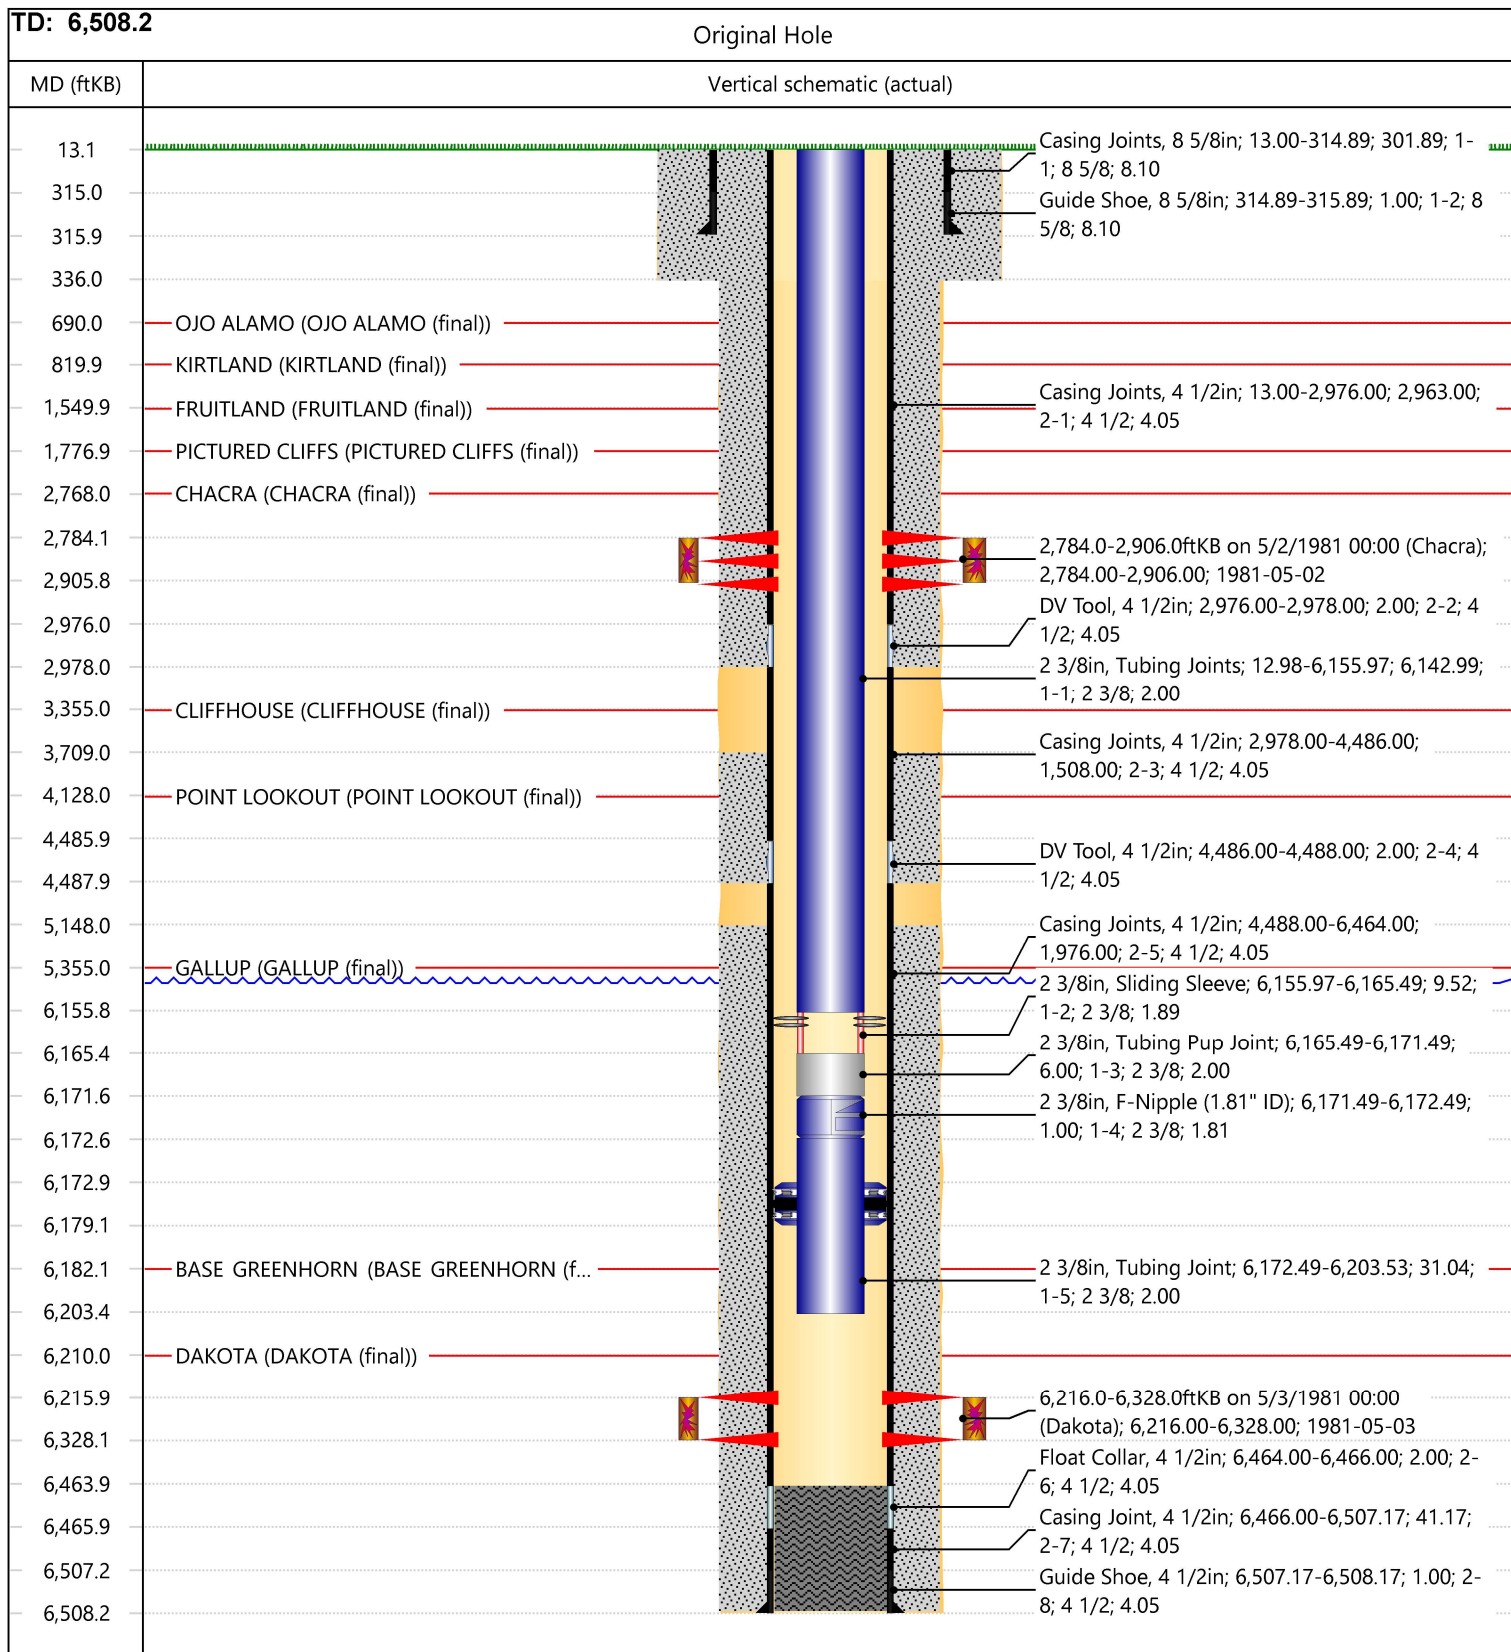 TD: 6,508.2
Original Hole
MD (ftKB)
Vertical schematic (actual)
13.1
315.0
315.9
336.0
690.0
819.9
1,549.9
1,776.9
2,768.0
2,784.1
2,905.8
2,976.0
2,978.0
3,355.0
3,709.0
4,128.0
4,485.9
4,487.9
5,148.0
5,355.0
6,155.8
6,165.4
6,171.6
6,172.6
6,172.9
6,179.1
6,182.1
6,203.4
6,210.0
6,215.9
6,328.1
6,463.9
6,465.9
6,507.2
6,508.2
OJO ALAMO (OJO ALAMO (final))
KIRTLAND (KIRTLAND (final))
FRUITLAND (FRUITLAND (final))
PICTURED CLIFFS (PICTURED CLIFFS (final))
CHACRA (CHACRA (final))
CLIFFHOUSE (CLIFFHOUSE (final))
POINT LOOKOUT (POINT LOOKOUT (final))
GALLUP (GALLUP (final))
BASE GREENHORN (BASE GREENHORN (f...
DAKOTA (DAKOTA (final))
Casing Joints, 8 5/8in; 13.00-314.89; 301.89; 1-
1; 8 5/8; 8.10
Guide Shoe, 8 5/8in; 314.89-315.89; 1.00; 1-2; 8
5/8; 8.10
Casing Joints, 4 1/2in; 13.00-2,976.00; 2,963.00;
2-1; 4 1/2; 4.05
2,784.0-2,906.0ftKB on 5/2/1981 00:00 (Chacra);
2,784.00-2,906.00; 1981-05-02
DV Tool, 4 1/2in; 2,976.00-2,978.00; 2.00; 2-2; 4
1/2; 4.05
2 3/8in, Tubing Joints; 12.98-6,155.97; 6,142.99;
1-1; 2 3/8; 2.00
Casing Joints, 4 1/2in; 2,978.00-4,486.00;
1,508.00; 2-3; 4 1/2; 4.05
DV Tool, 4 1/2in; 4,486.00-4,488.00; 2.00; 2-4; 4
1/2; 4.05
Casing Joints, 4 1/2in; 4,488.00-6,464.00;
1,976.00; 2-5; 4 1/2; 4.05
2 3/8in, Sliding Sleeve; 6,155.97-6,165.49; 9.52;
1-2; 2 3/8; 1.89
2 3/8in, Tubing Pup Joint; 6,165.49-6,171.49;
6.00; 1-3; 2 3/8; 2.00
2 3/8in, F-Nipple (1.81" ID); 6,171.49-6,172.49;
1.00; 1-4; 2 3/8; 1.81
2 3/8in, Tubing Joint; 6,172.49-6,203.53; 31.04;
1-5; 2 3/8; 2.00
6,216.0-6,328.0ftKB on 5/3/1981 00:00
(Dakota); 6,216.00-6,328.00; 1981-05-03
Float Collar, 4 1/2in; 6,464.00-6,466.00; 2.00; 2-
6; 4 1/2; 4.05
Casing Joint, 4 1/2in; 6,466.00-6,507.17; 41.17;
2-7; 4 1/2; 4.05
Guide Shoe, 4 1/2in; 6,507.17-6,508.17; 1.00; 2-
8; 4 1/2; 4.05